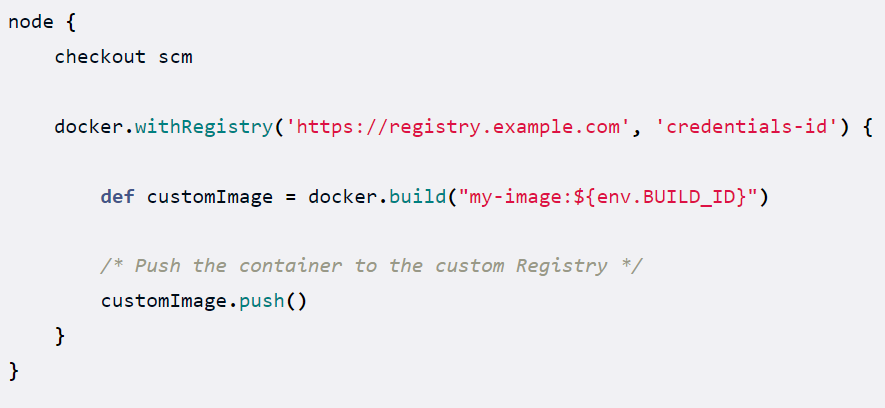 node {
    checkout scm

    docker.withRegistry('https://registry.example.com', 'credentials-id') {

        def customImage = docker.build("my-image:${env.BUILD_ID}")

        /* Push the container to the custom Registry */
        customImage.push()
    }
}